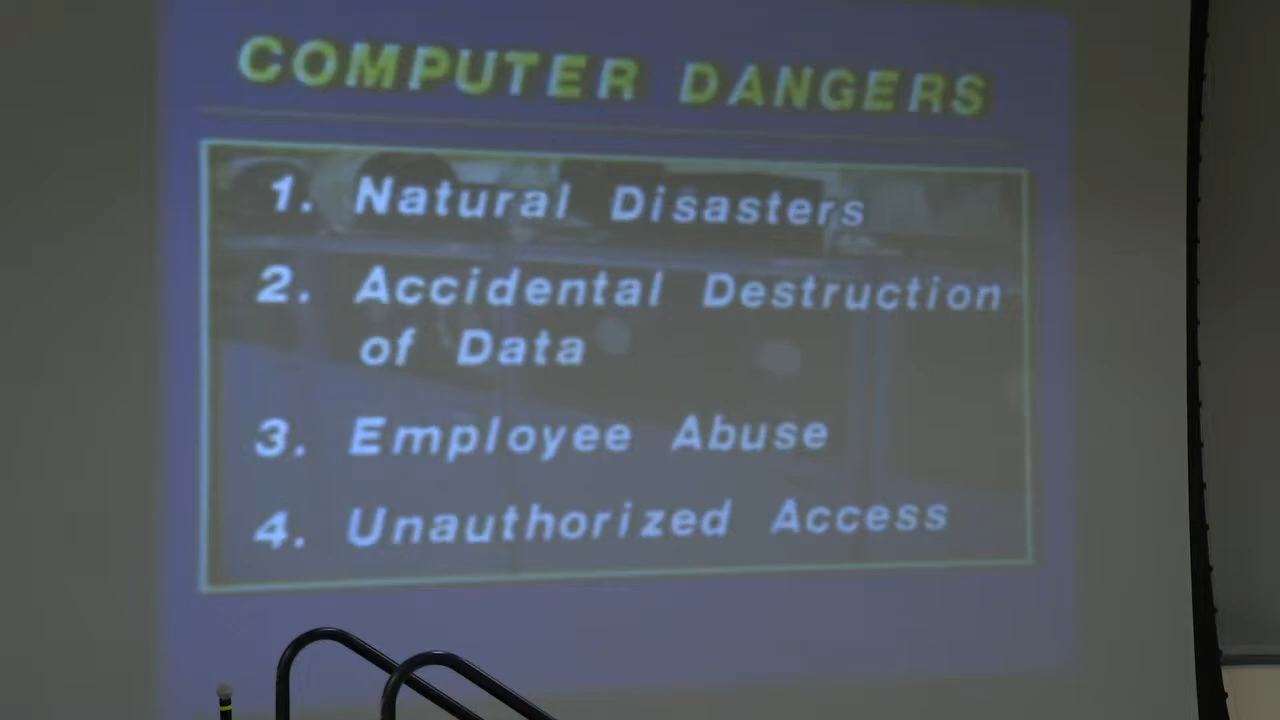 COMPUTER DANGERS
1. Natural Disasters
2. Accidental Destruction
of Data
3. Employee Abuse
4. Unauthorized Access